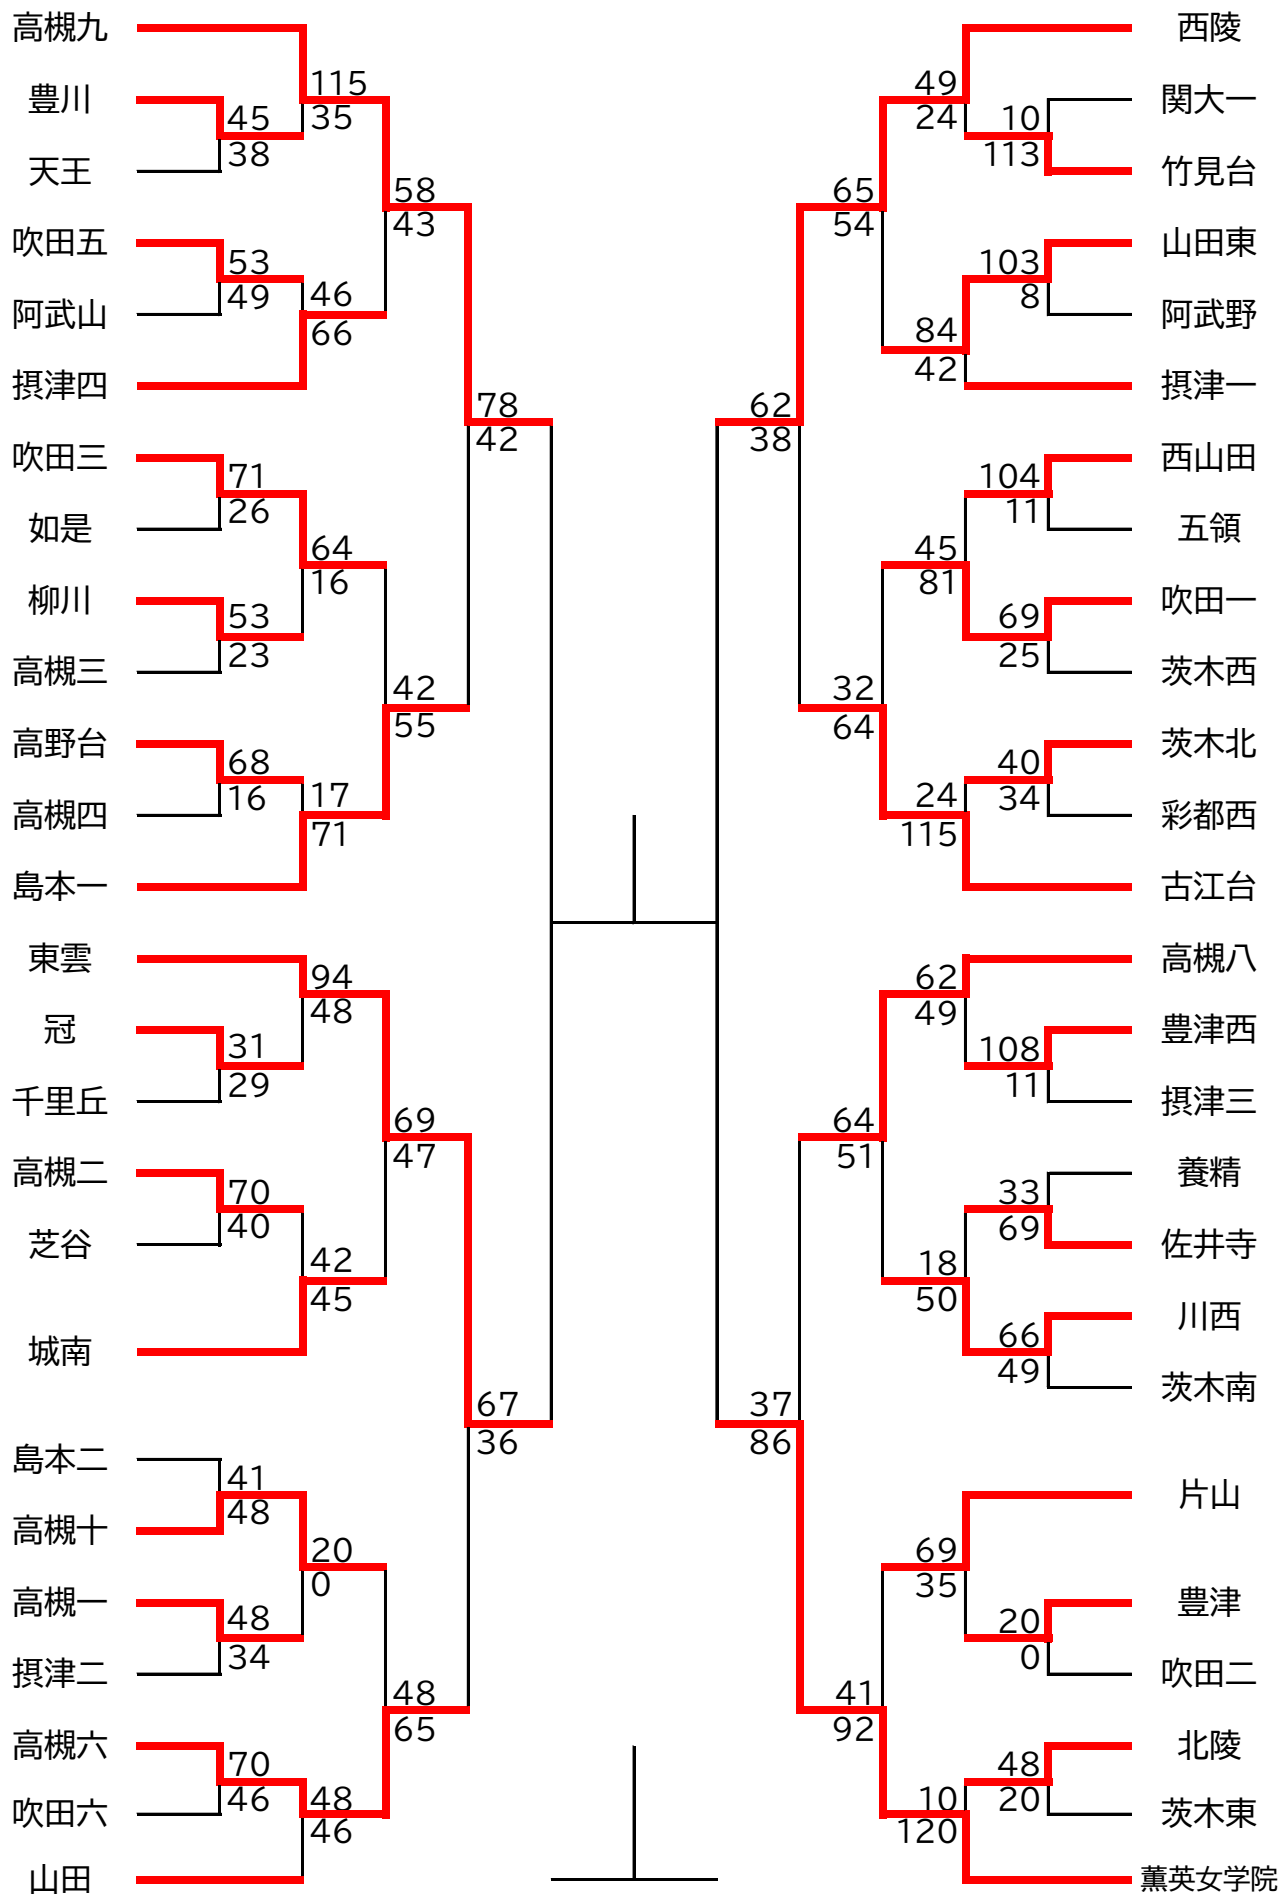 高槻九
豊川
天王
吹田五
阿武山
摂津四
吹田三
如是
柳川
高槻三
高野台
高槻四
島本一
東雲
冠
千里丘
高槻二
芝谷
城南
島本二
高槻十
高槻一
摂津二
高槻六
吹田六
山田
45
38
53
49
71
26
53
23
68
16
31
29
70
40
41
48
48
34
70
46
115
35
46
66
64
16
17
71
94
48
42
45
20
0
48
46
58
43
42
55
69
47
48
65
78
42
67
36
62
38
37
86
65
54
32
64
64
51
41
92
49
24
84
42
45
81
24
115
62
49
18
50
69
35
10
120
10
113
103
8
104
11
69
25
40
34
108
11
33
69
66
49
20
0
48
20
西陵
関大一
竹見台
山田東
阿武野
摂津一
西山田
五領
吹田一
茨木西
茨木北
彩都西
古江台
高槻八
豊津西
摂津三
養精
佐井寺
川西
茨木南
片山
豊津
吹田二
北陵
茨木東
薫英女学院